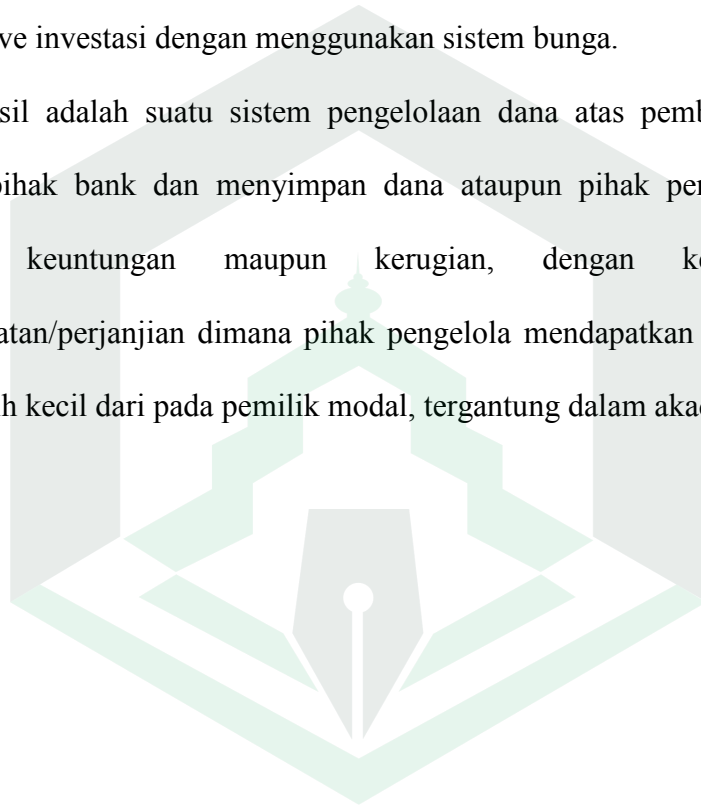 ve investasi dengan menggunakan sistem bunga.
sil adalah suatu sistem pengelolaan dana atas pemb
pihak bank dan menyimpan dana ataupun pihak per
keuntungan maupun kerugian, dengan ke
atan/perjanjian dimana pihak pengelola mendapatkan
ih kecil dari pada pemilik modal, tergantung dalam akad